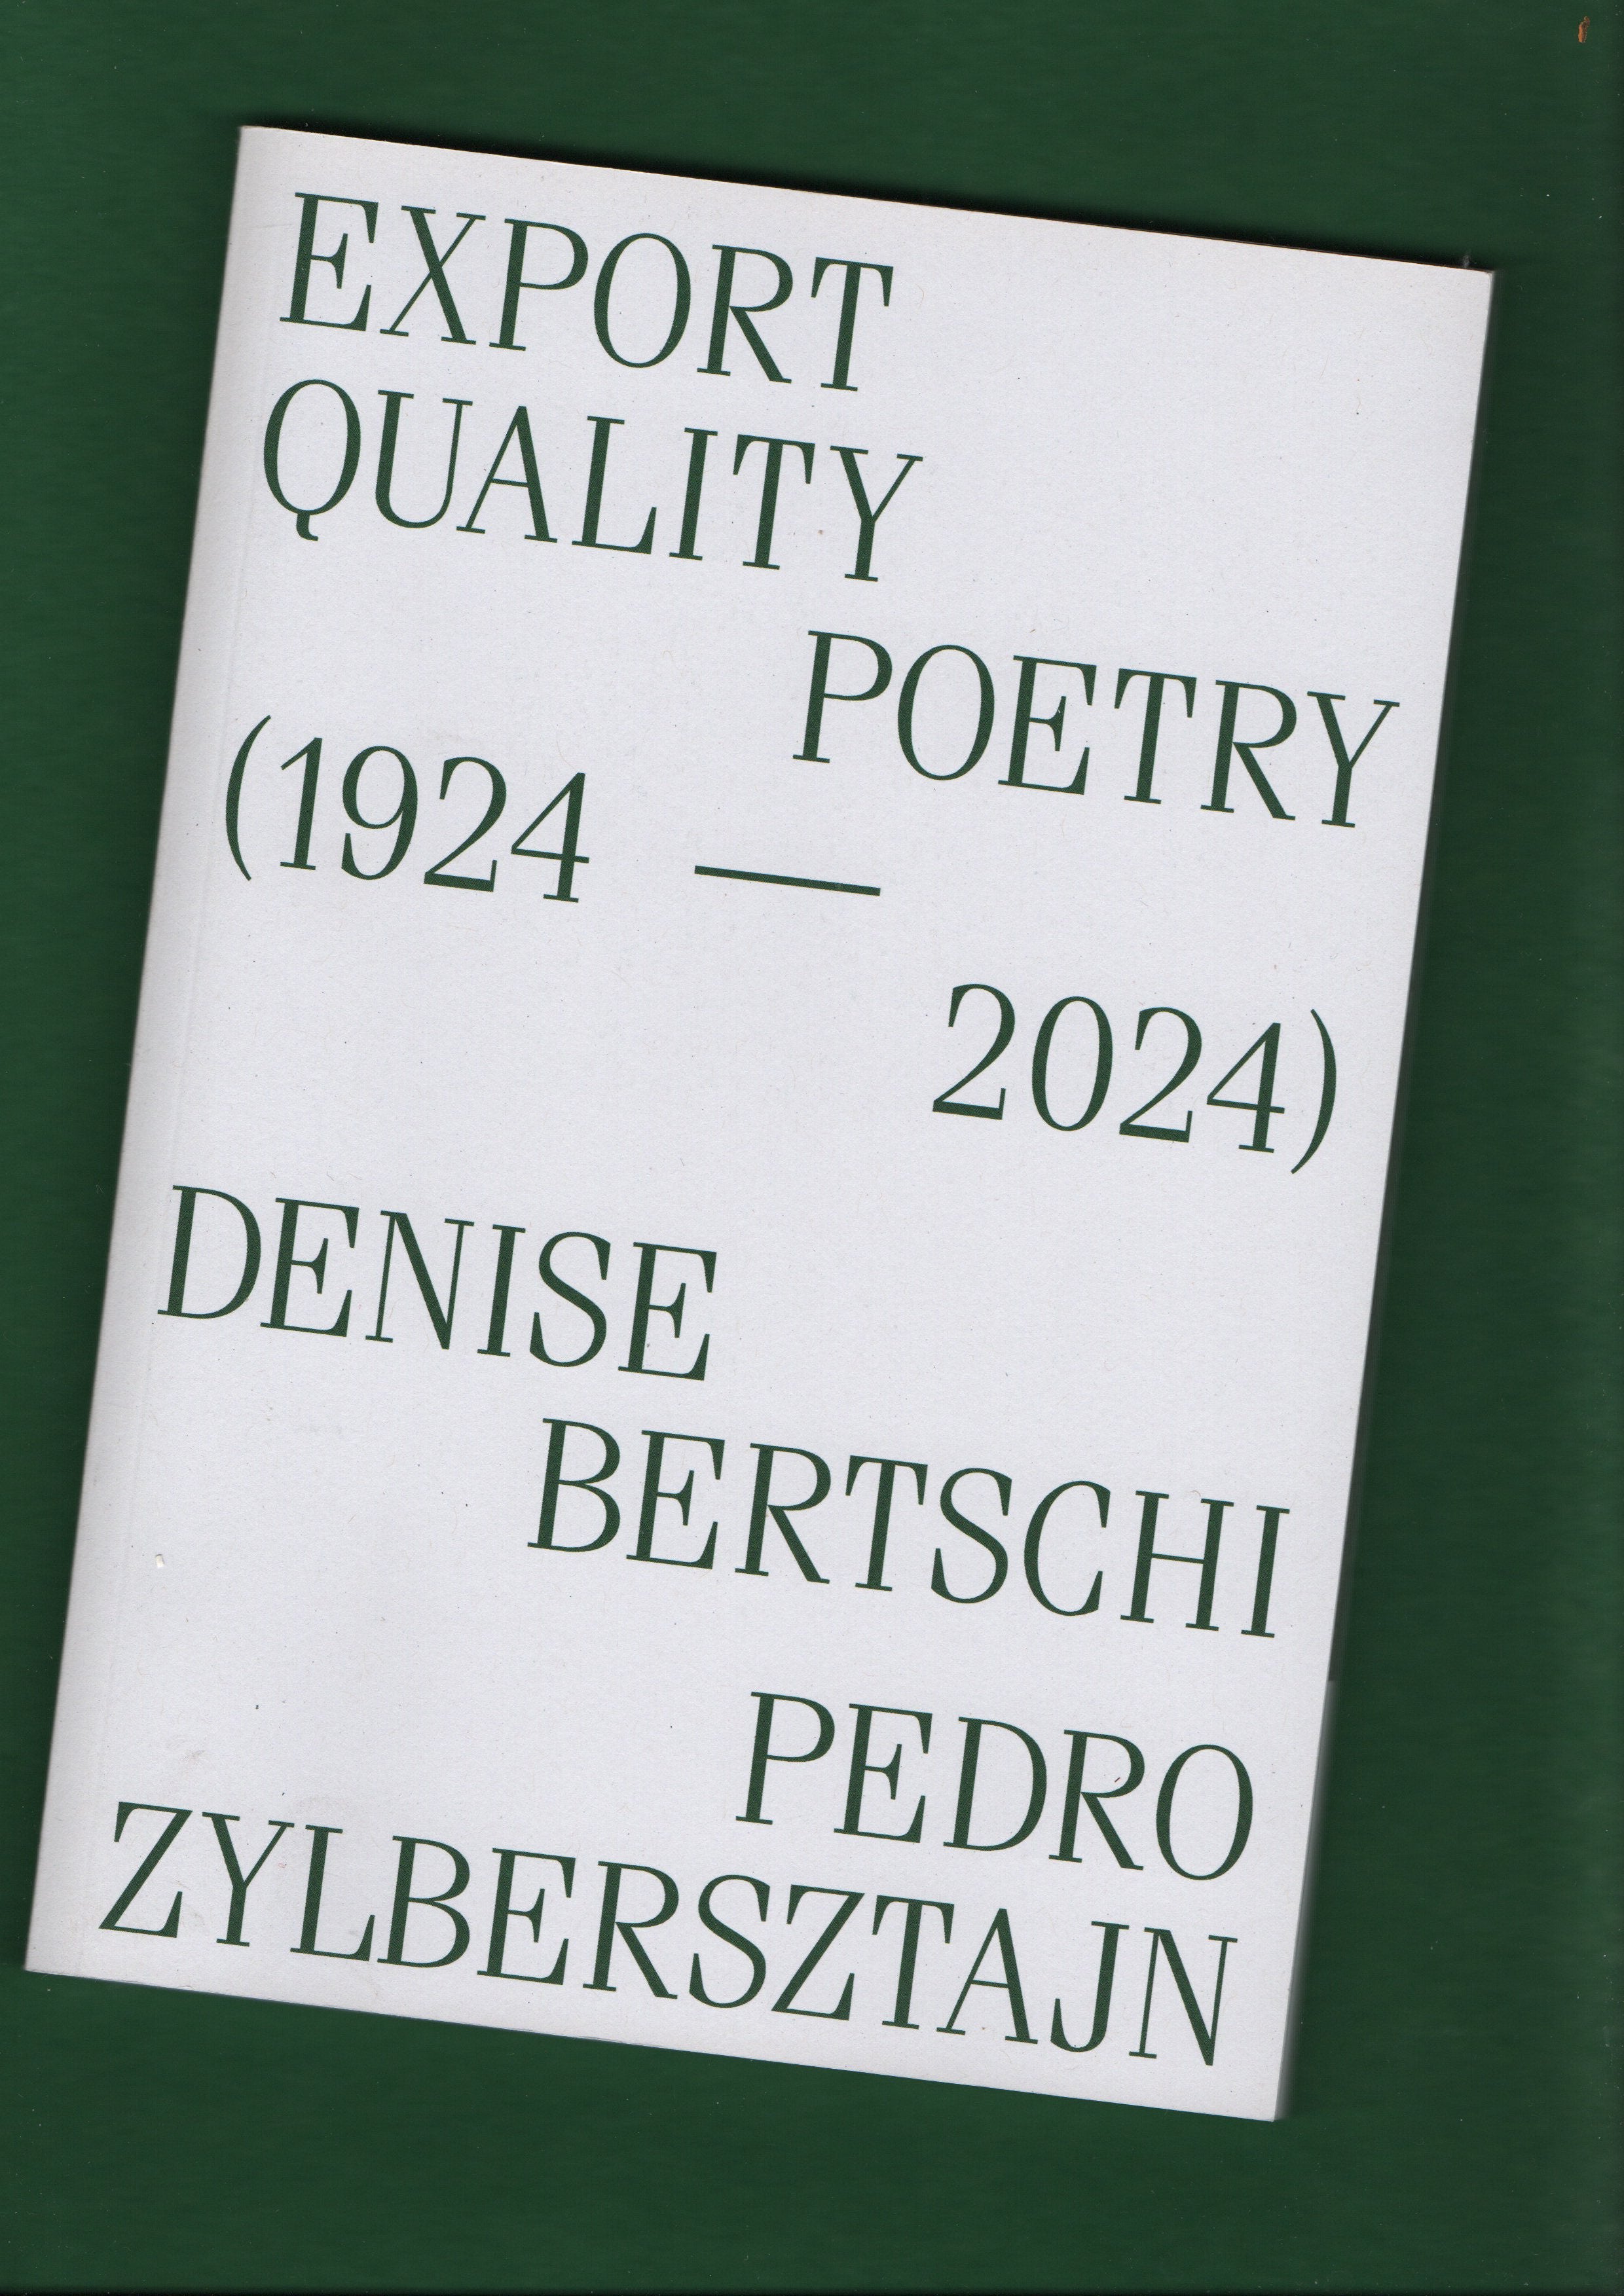 EXPORT
QUALITY
POETRY
(1924 —
2024)
DENISE
BERTSCHI
PEDRO
ZYLBERSZTAJN